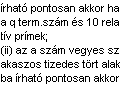 írható pontosan akkor ha
a q term.szám és 10 rela
tív prímek;
(ii) az a szám vegyes sz
akaszos tizedes tört alak
ba írható pontosan akkor